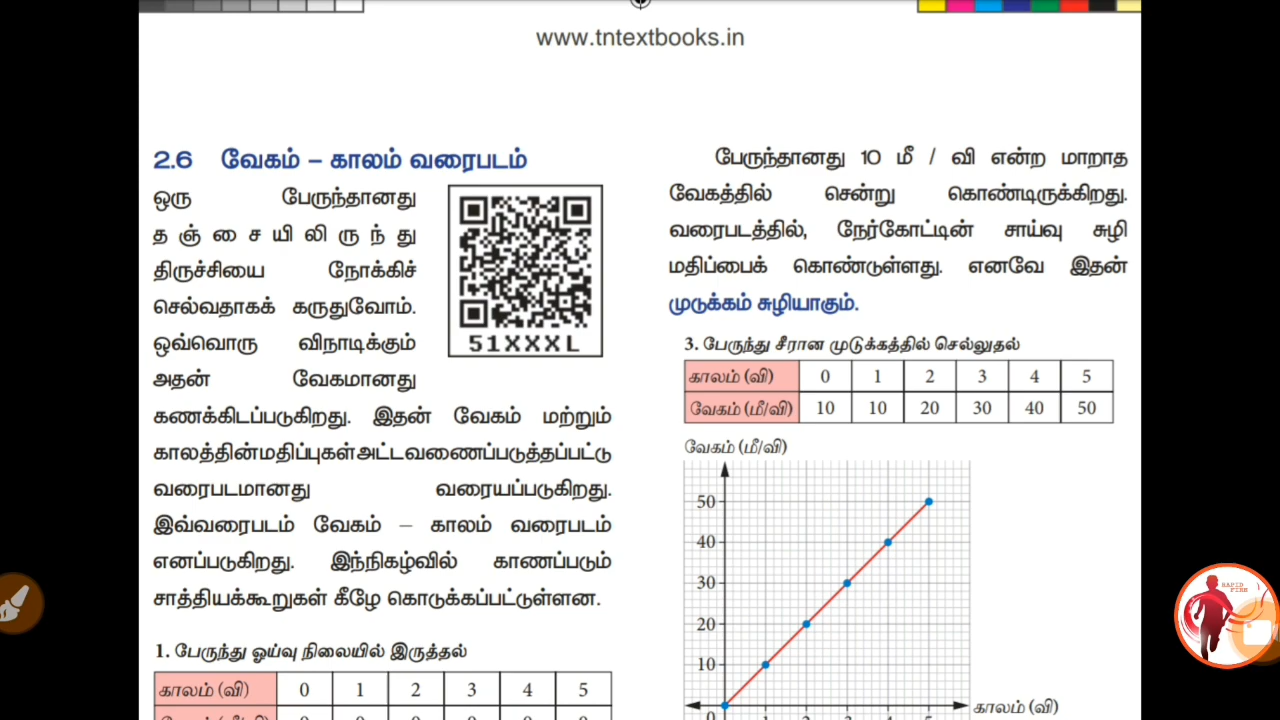 www.tntextbooks.in
2.6 வேகம் – காலம் வரைபடம்
ஒரு பேருந்தானது
தஞ்சையிலிருந்து
திருச்சியை நோக்கிச்
செல்வதாகக் கருதுவோம்.
ஒவ்வொரு விநாடிக்கும்
அதன் வேகமானது
கணக்கிடப்படுகிறது. இதன் வேகம் மற்றும்
காலத்தின்மதிப்புகள்அட்டவணைப்படுத்தப்பட்டு
வரைபடமானது வரையப்படுகிறது.
இவ்வரைபடம் வேகம் – காலம் வரைபடம்
எனப்படுகிறது. இந்நிகழ்வில் காணப்படும்
சாத்தியக்கூறுகள் கீழே கொடுக்கப்பட்டுள்ளன.
51XXXL
1. பேருந்து ஓய்வு நிலையில் இருத்தல்
காலம் (வி) 0 1 2 3 4 5
பேருந்தானது 10 மீ / வி என்ற மாறாத
வேகத்தில் சென்று கொண்டிருக்கிறது.
வரைபடத்தில், நேர்கோட்டின் சாய்வு சுழி
மதிப்பைக் கொண்டுள்ளது. எனவே இதன்
முடுக்கம் சுழியாகும்.
3. பேருந்து சீரான முடுக்கத்தில் செல்லுதல்
காலம் (வி) 0 1 2 3 4 5
வேகம் (மீ/வி) 10 10 20 30 40 50
வேகம் (மீ/வி)
50
40
30
20
10
0
காலம் (வி)
RAPID
FIRE